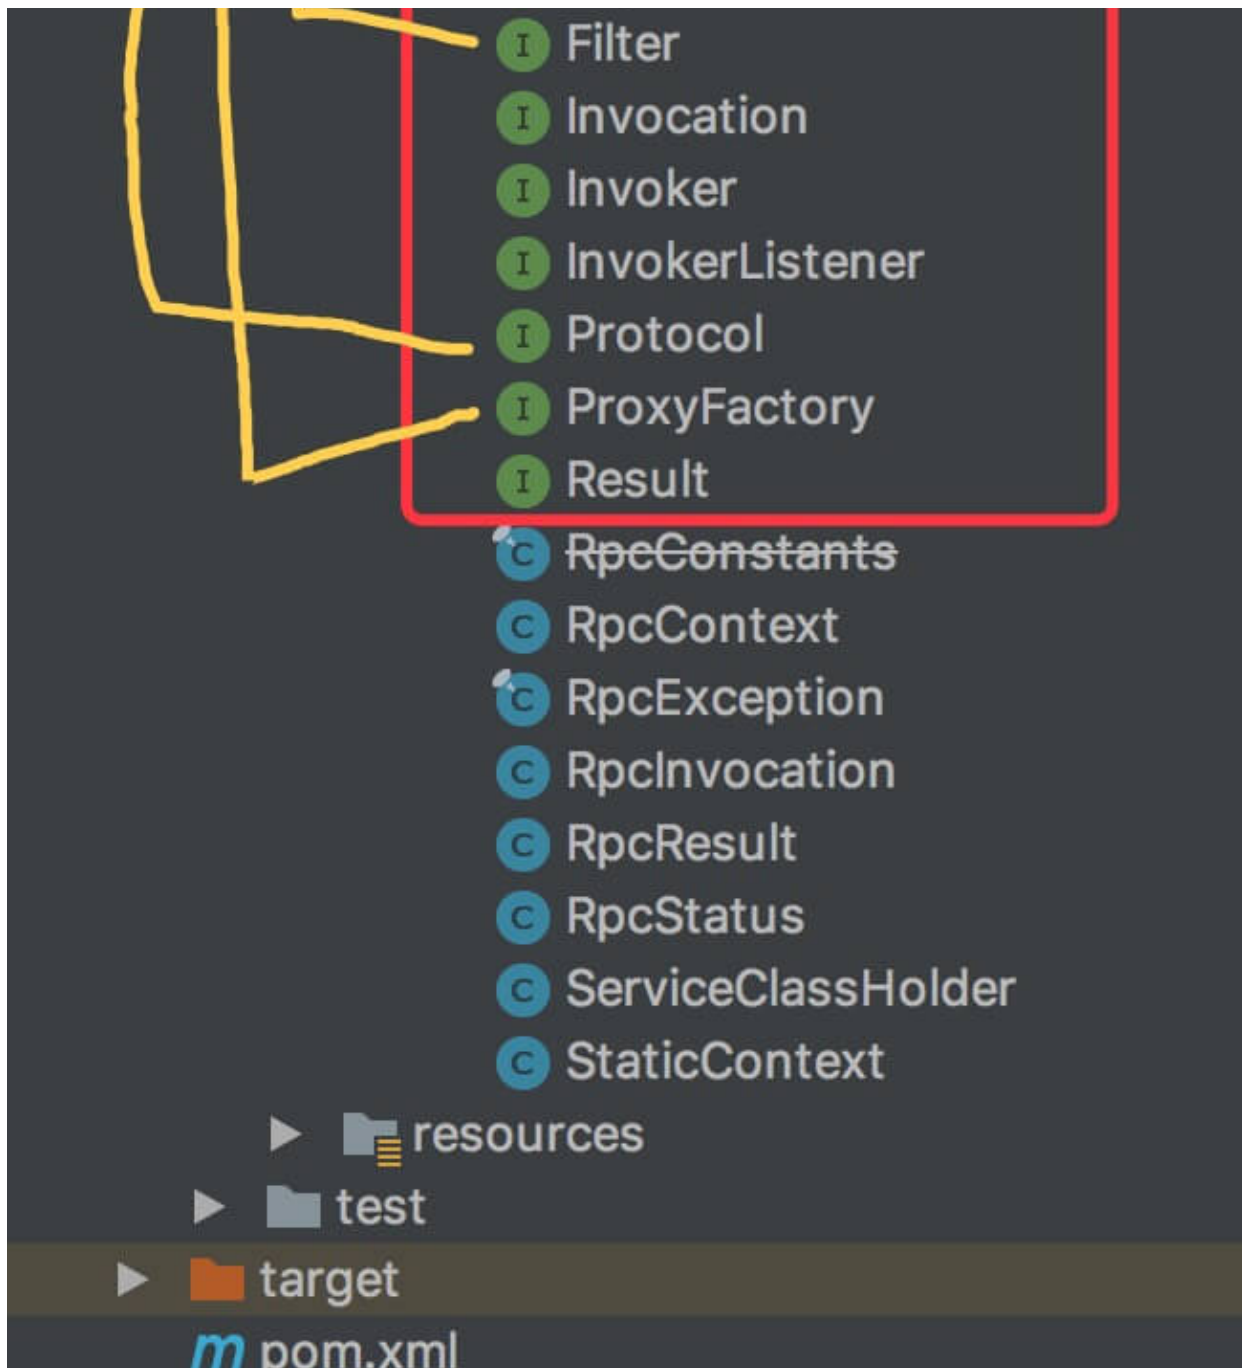 I Filter
I Invocation
I Invoker
I InvokerListener
I Protocol
I ProxyFactory
I Result
C RpcConstants
C RpcContext
C RpcException
C RpcInvocation
C RpcResult
C RpcStatus
C ServiceClassHolder
C StaticContext
resources
test
target
m pom.xml